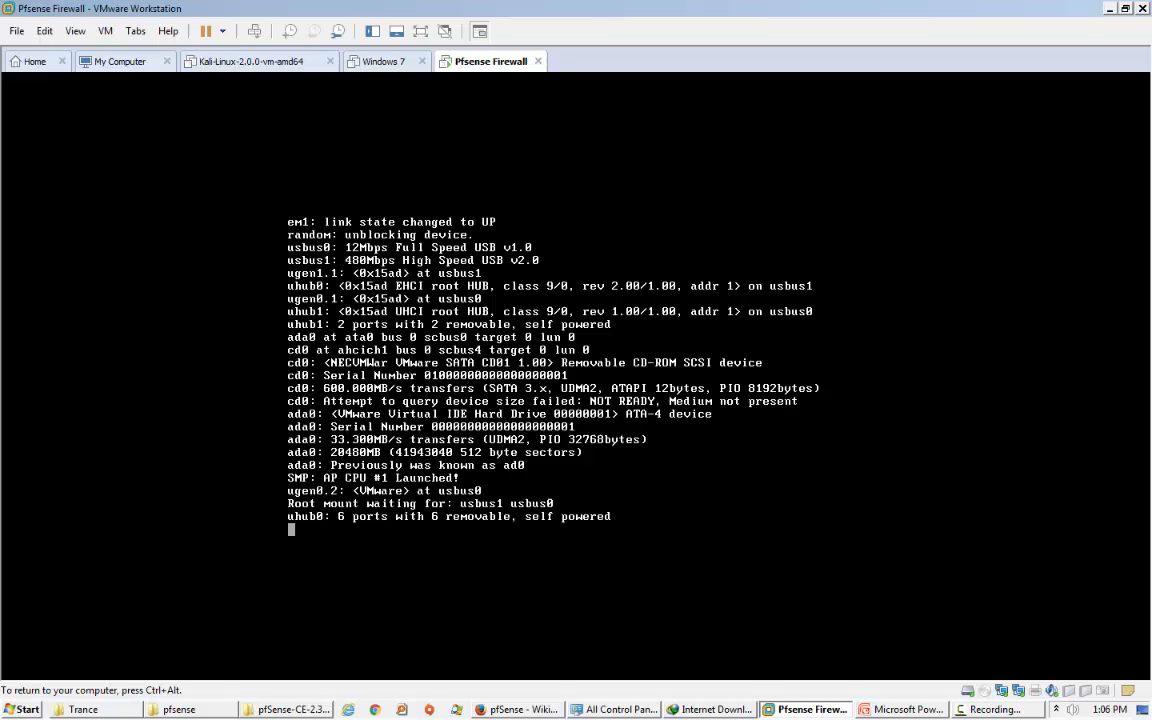 Pfsense Firewall - VMware Workstation
File Edit View VM Tabs Help
Home My Computer Kali-Linux-2.0.0-vm-amd64 Windows 7 Pfsense Firewall
em1: link state changed to UP
random: unblocking device.
usbus0: 12Mbps Full Speed USB v1.0
usbus1: 480Mbps High Speed USB v2.0
ugen1.1: <0x15ad> at usbus1
uhub0: <0x15ad EHCI root HUB, class 9/0, rev 2.00/1.00, addr 1> on usbus1
ugen0.1: <0x15ad> at usbus0
uhub1: <0x15ad UHCI root HUB, class 9/0, rev 1.00/1.00, addr 1> on usbus0
uhub1: 2 ports with 2 removable, self powered
ada0 at ata0 bus 0 scbus0 target 0 lun 0
cd0 at ahcich1 bus 0 scbus4 target 0 lun 0
cd0: <NECVMWar VMware SATA CD01 1.00> Removable CD-ROM SCSI device
cd0: Serial Number 01000000000000000001
cd0: 600.000MB/s transfers (SATA 3.x, UDMA2, ATAPI 12bytes, PIO 8192bytes)
cd0: Attempt to query device size failed: NOT READY, Medium not present
ada0: <VMware Virtual IDE Hard Drive 00000001> ATA-4 device
ada0: Serial Number 00000000000000000001
ada0: 33.300MB/s transfers (UDMA2, PIO 32768bytes)
ada0: 20480MB (41943040 512 byte sectors)
ada0: Previously was known as ad0
SMP: AP CPU #1 Launched!
ugen0.2: <VMware> at usbus0
Root mount waiting for: usbus1 usbus0
uhub0: 6 ports with 6 removable, self powered
To return to your computer, press Ctrl+Alt.
Start Trance pfsense pfSense-CE-2.3... pfSense - Wiki... All Control Pan... Internet Downl... Pfsense Firew... Microsoft Pow... Recording... 1:06 PM